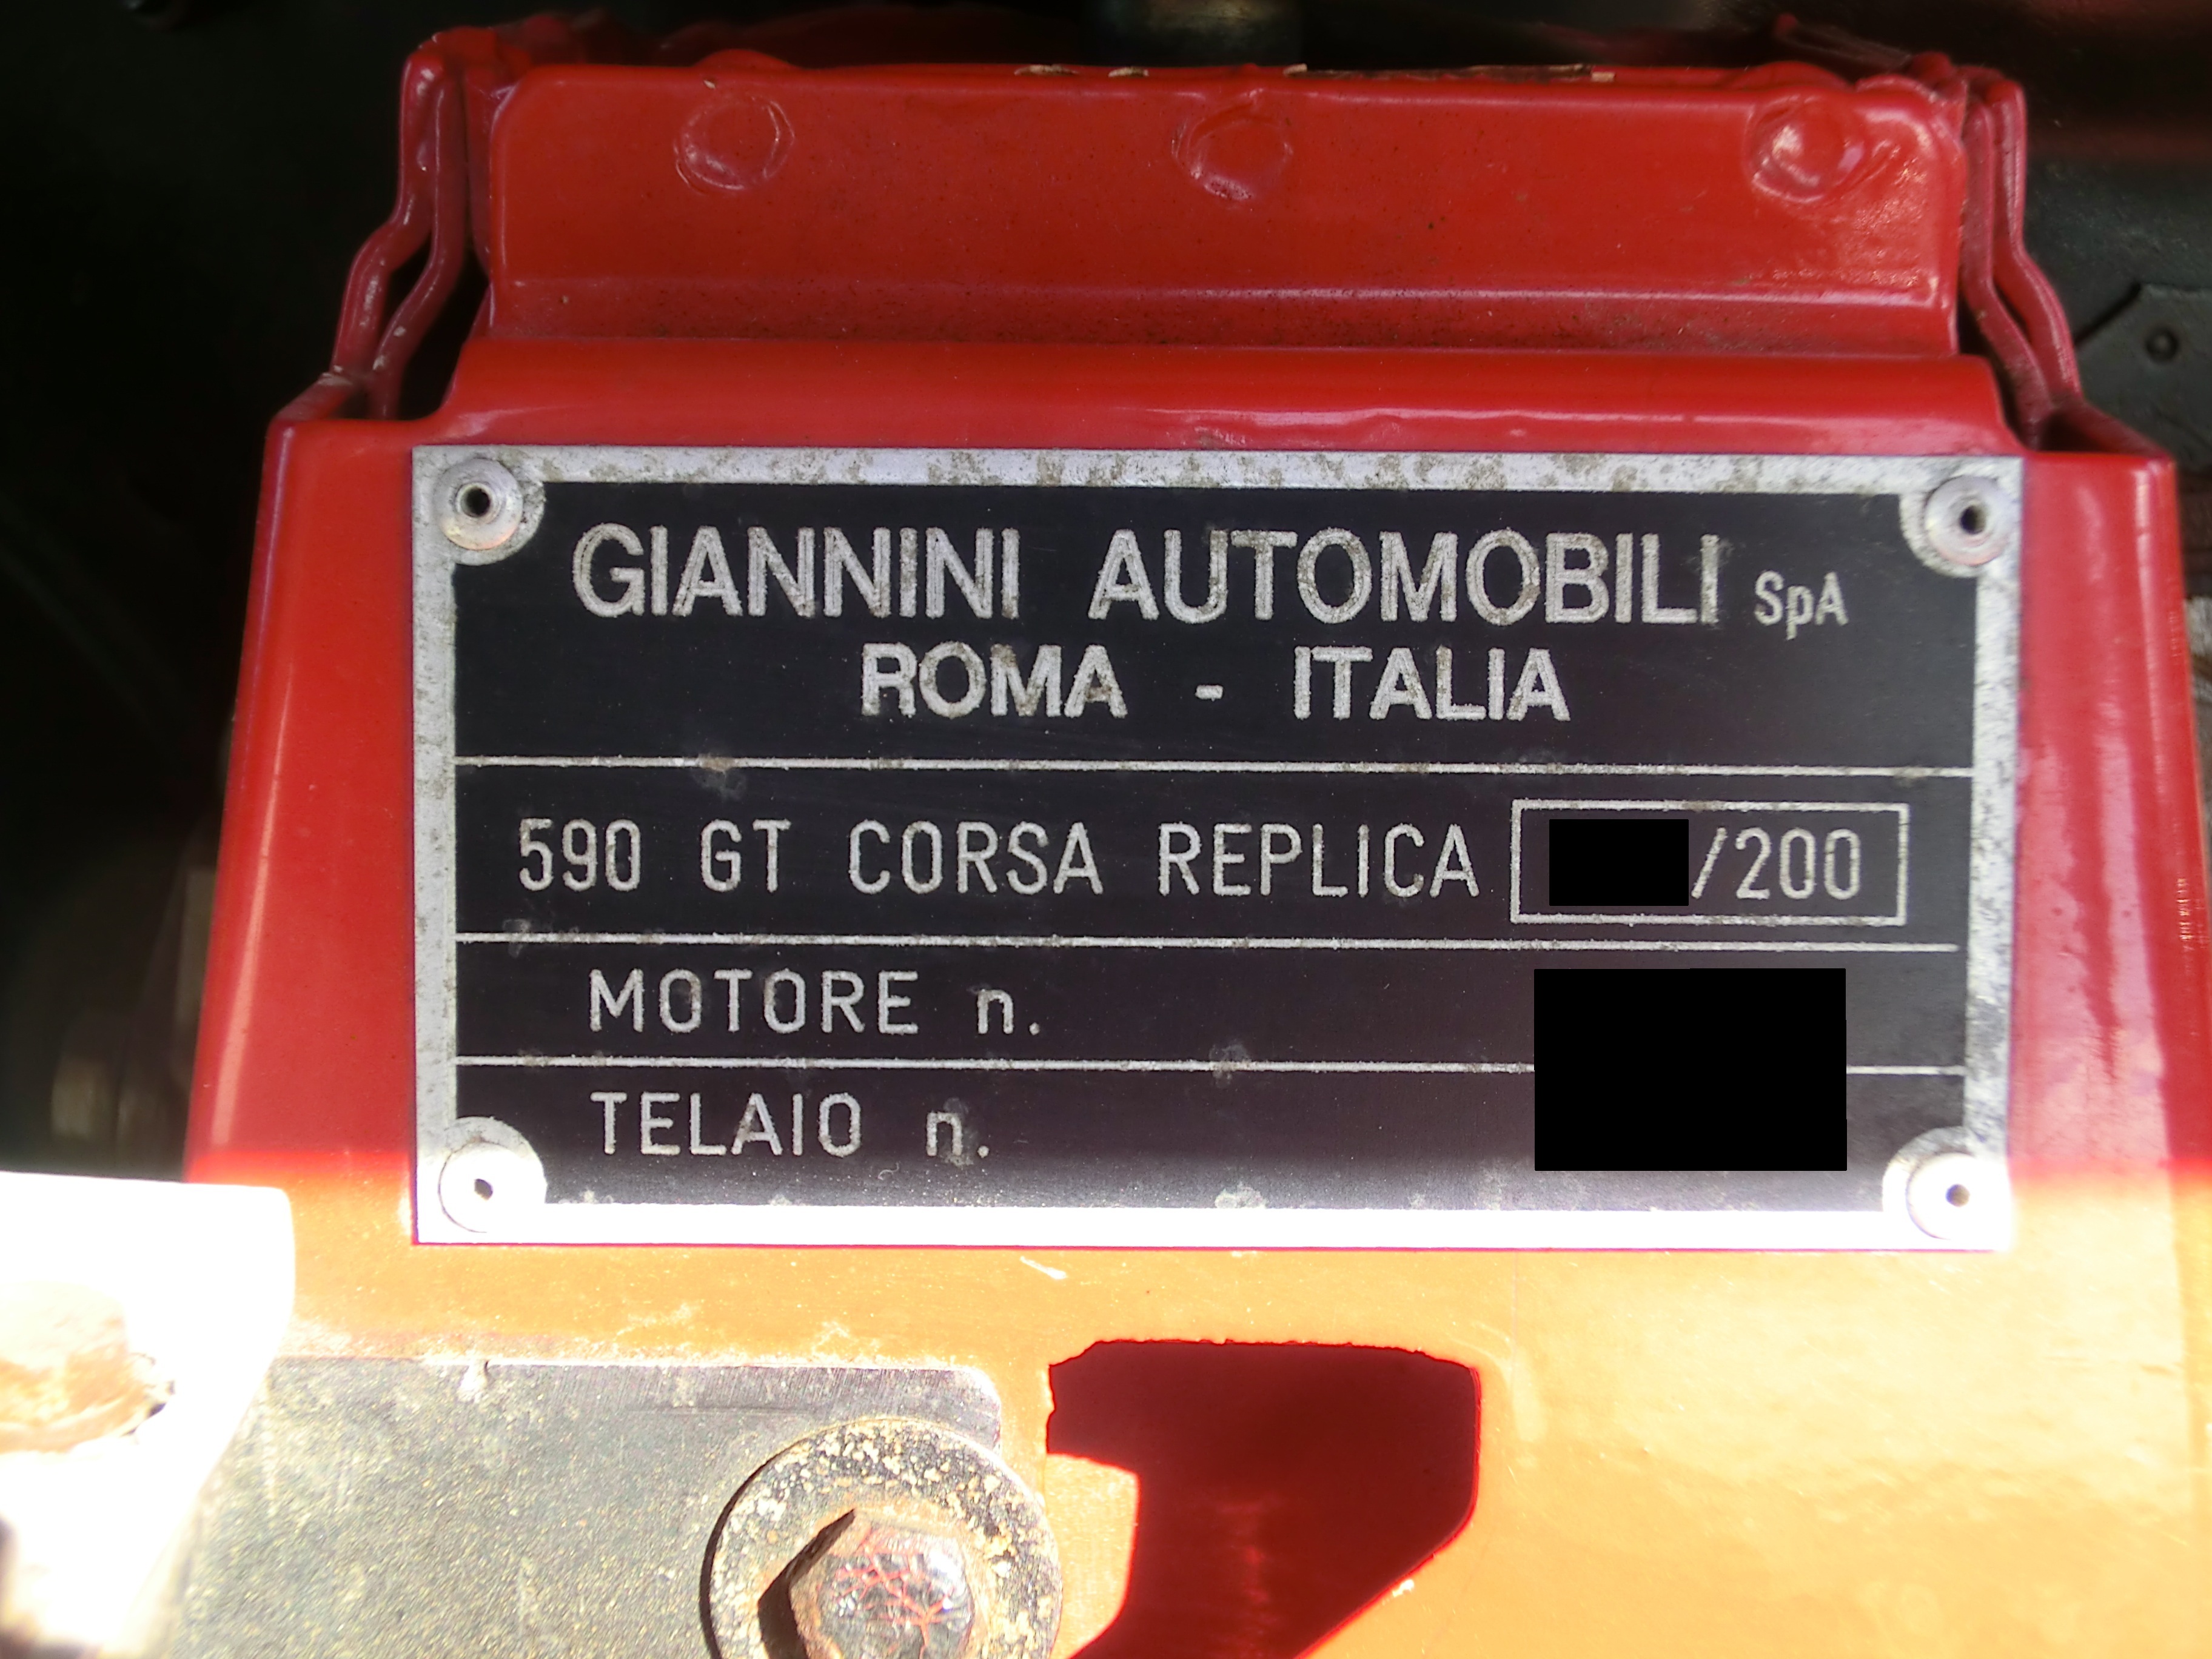 GIANNINI AUTOMOBILI SpA
ROMA - ITALIA
590 GT CORSA REPLICA /200
MOTORE n.
TELAIO n.